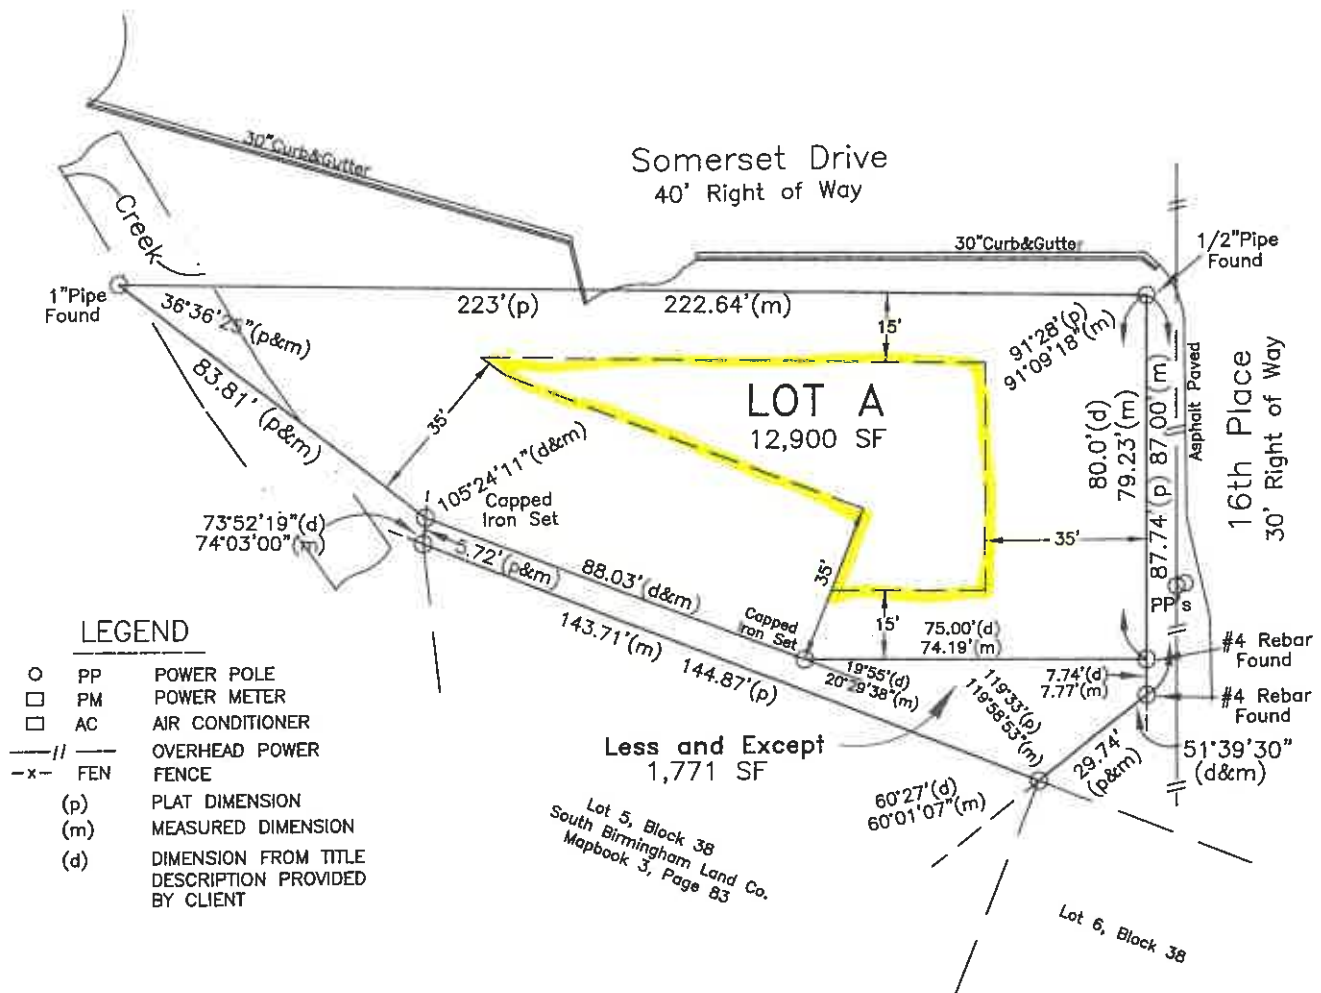 30"Curb&Gutter
Somerset Drive
40' Right of Way
Creek
30"Curb&Gutter
1/2"Pipe
Found
1"Pipe
Found
36°36'25"(p&m)
223'(p)
222.64'(m)
15'
91°28'(p)
91°09'18"(m)
83.81' (p&m)
35'
LOT A
12,900 SF
80.0'(d)
79.23'(m)
87.74'(p) 87.00'(m)
Asphalt Paved
16th Place
30' Right of Way
105°24'11"(d&m)
Capped
Iron Set
73°52'19"(d)
74°03'00"(m)
5.72'(p&m)
88.03'(d&m)
35'
35'
PP s
143.71'(m)
144.87'(p)
Capped
Iron Set
15'
75.00'(d)
74.19'(m)
#4 Rebar
Found
19°55'(d)
20°29'38"(m)
119°33'(p)
119°58'53"(m)
7.74'(d)
7.77'(m)
#4 Rebar
Found
LEGEND
PP POWER POLE
PM POWER METER
AC AIR CONDITIONER
—//— OVERHEAD POWER
-x- FEN FENCE
(p) PLAT DIMENSION
(m) MEASURED DIMENSION
(d) DIMENSION FROM TITLE
DESCRIPTION PROVIDED
BY CLIENT
Less and Except
1,771 SF
29.74'
(p&m)
51°39'30"
(d&m)
60°27'(d)
60°01'07"(m)
Lot 5, Block 38
South Birmingham Land Co.
Mapbook 3, Page 83
Lot 6, Block 38